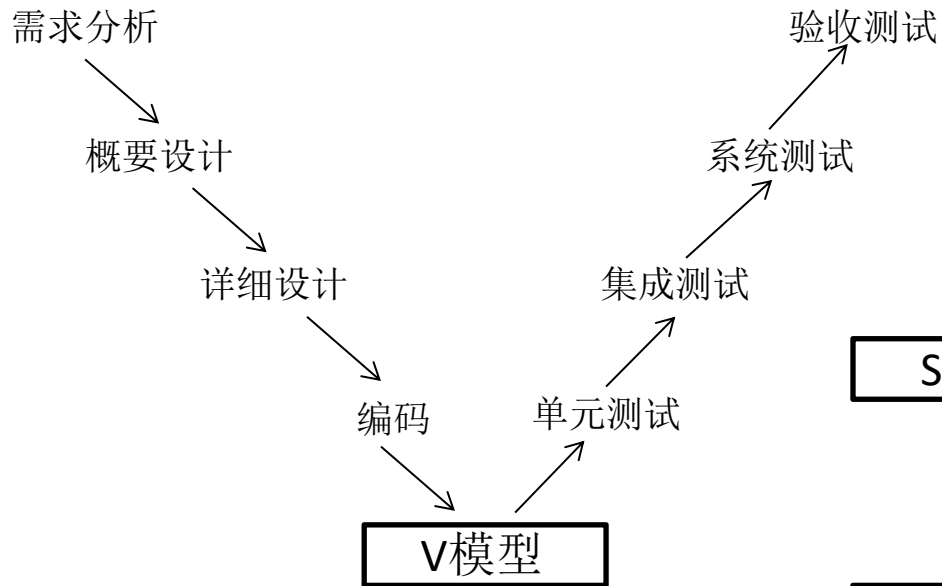 需求分析
验收测试
概要设计
系统测试
详细设计
集成测试
S
编码
单元测试
V模型